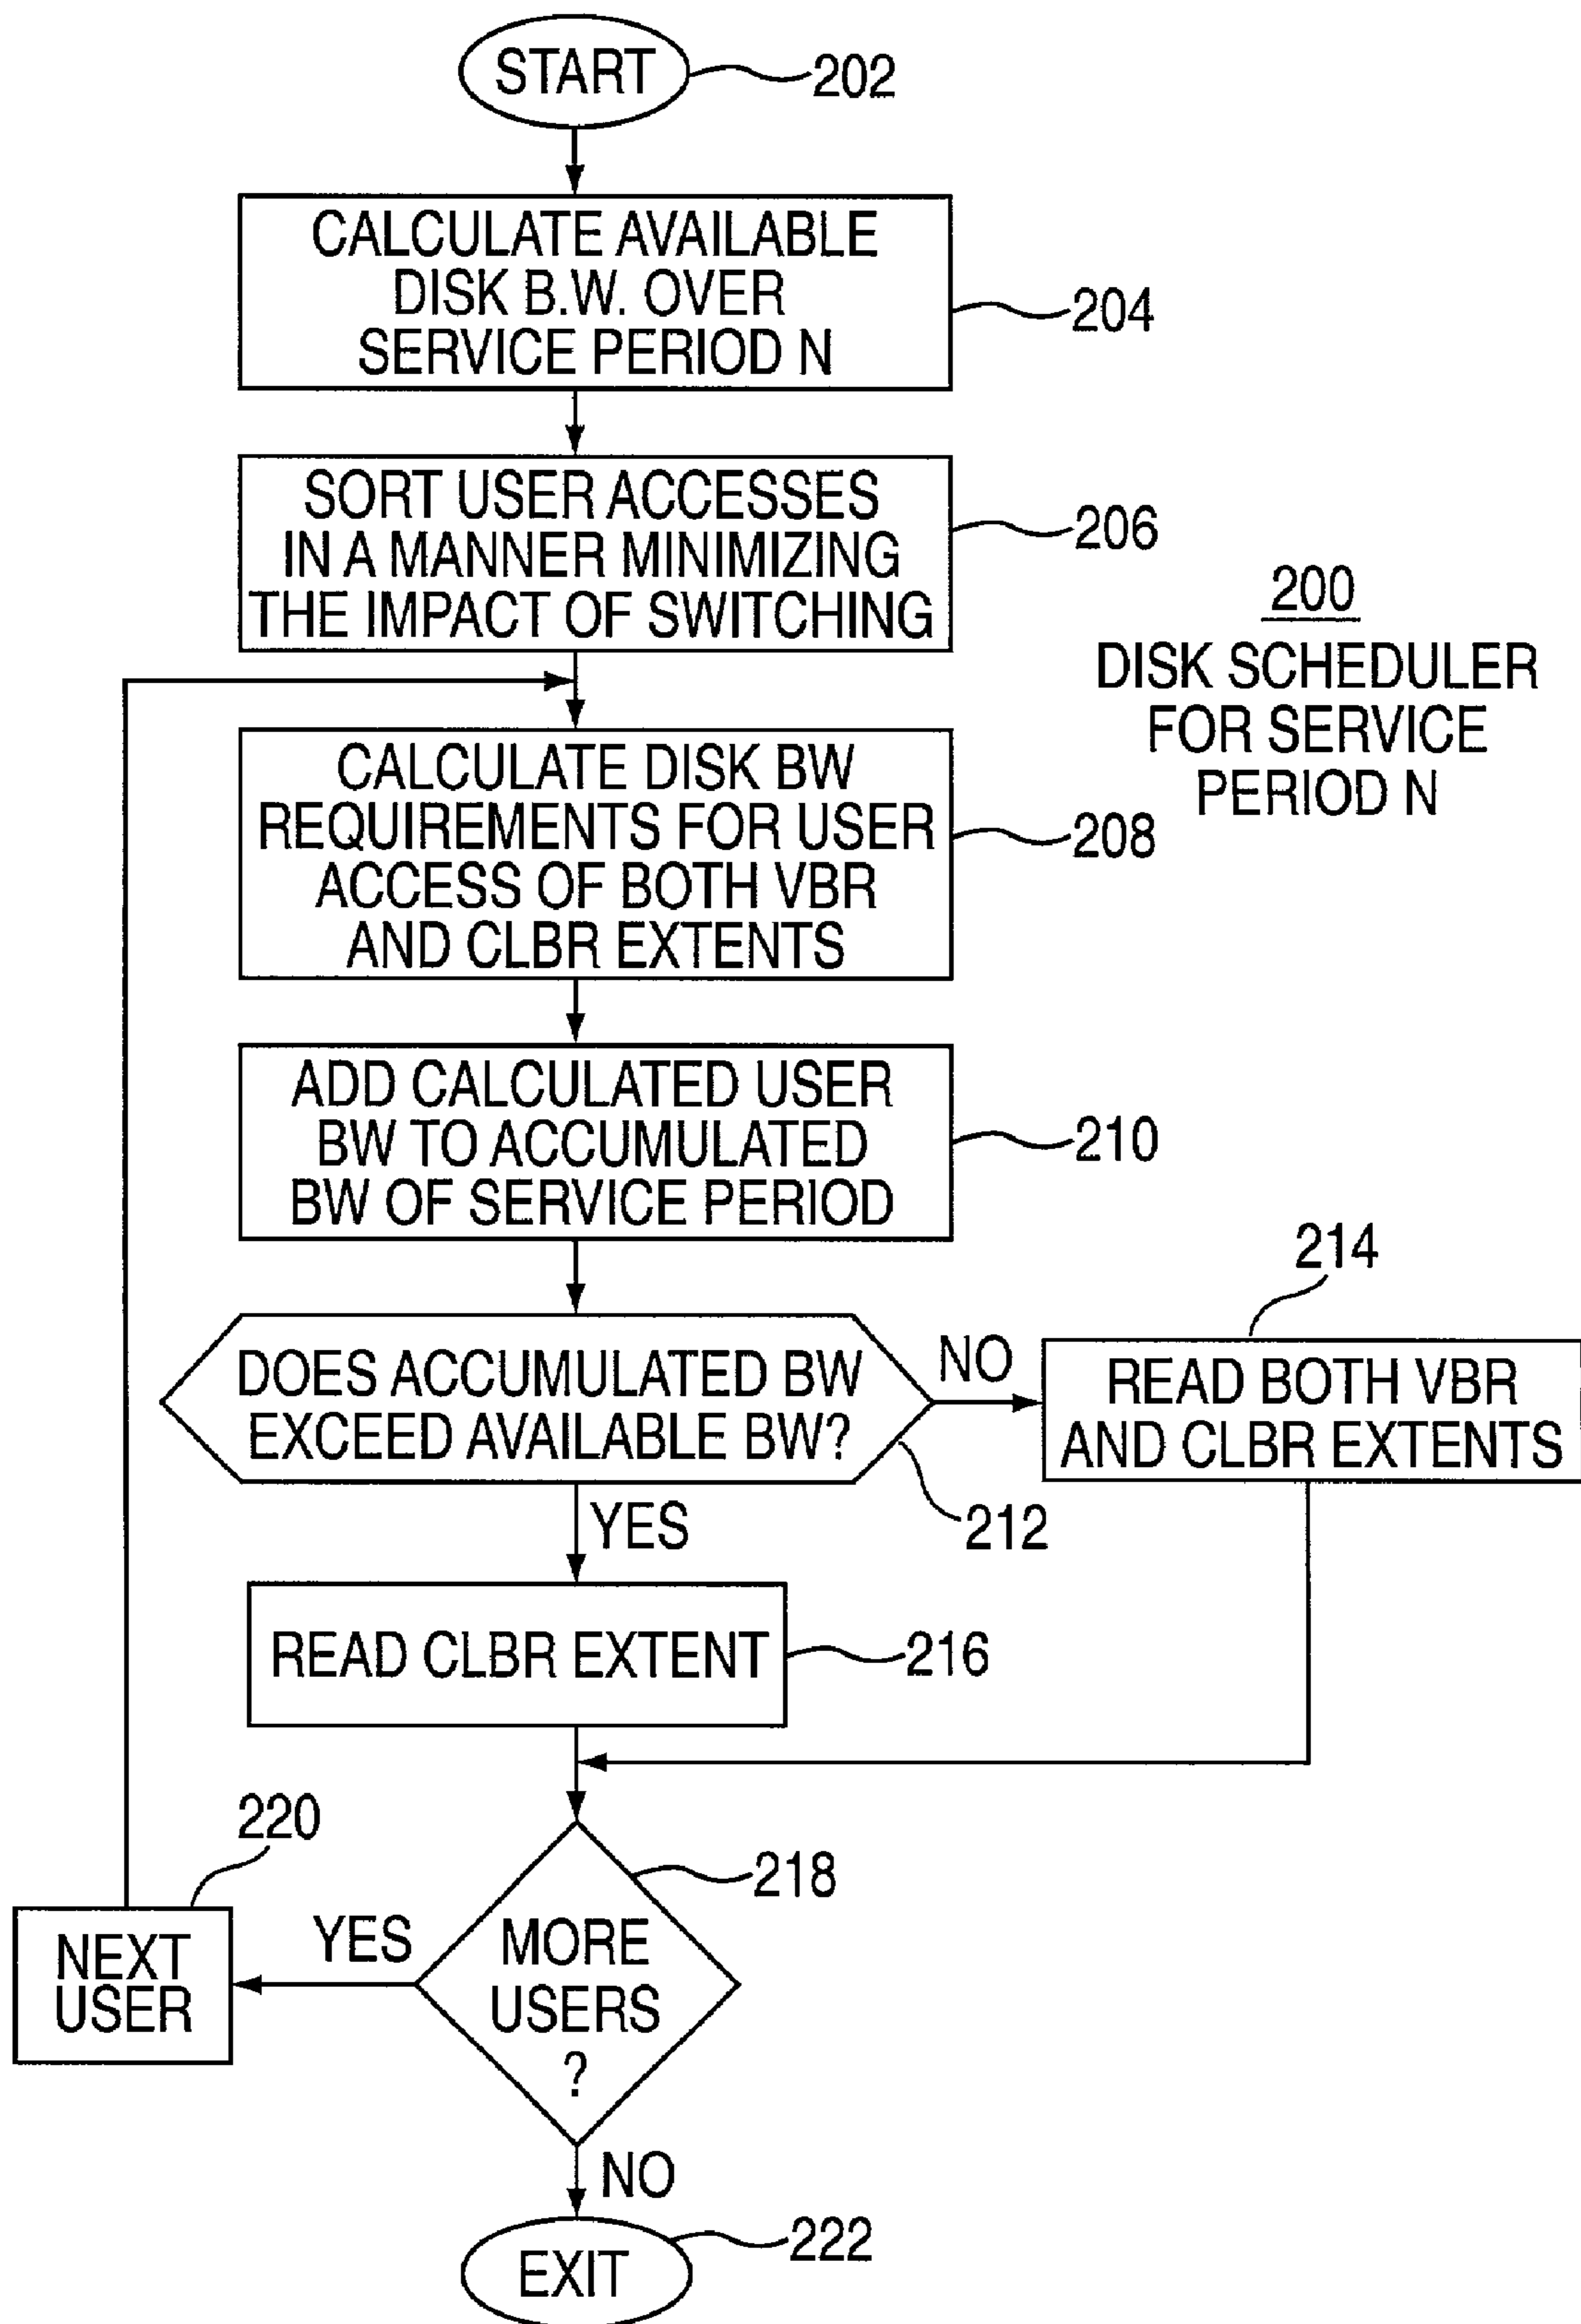 START
202
CALCULATE AVAILABLE
DISK B.W. OVER
SERVICE PERIOD N
204
SORT USER ACCESSES
IN A MANNER MINIMIZING
THE IMPACT OF SWITCHING
206
200
DISK SCHEDULER
FOR SERVICE
PERIOD N
CALCULATE DISK BW
REQUIREMENTS FOR USER
ACCESS OF BOTH VBR
AND CLBR EXTENTS
208
ADD CALCULATED USER
BW TO ACCUMULATED
BW OF SERVICE PERIOD
210
DOES ACCUMULATED BW
EXCEED AVAILABLE BW?
212
NO
214
READ BOTH VBR
AND CLBR EXTENTS
YES
READ CLBR EXTENT
216
218
MORE
USERS
?
YES
220
NEXT
USER
NO
EXIT
222